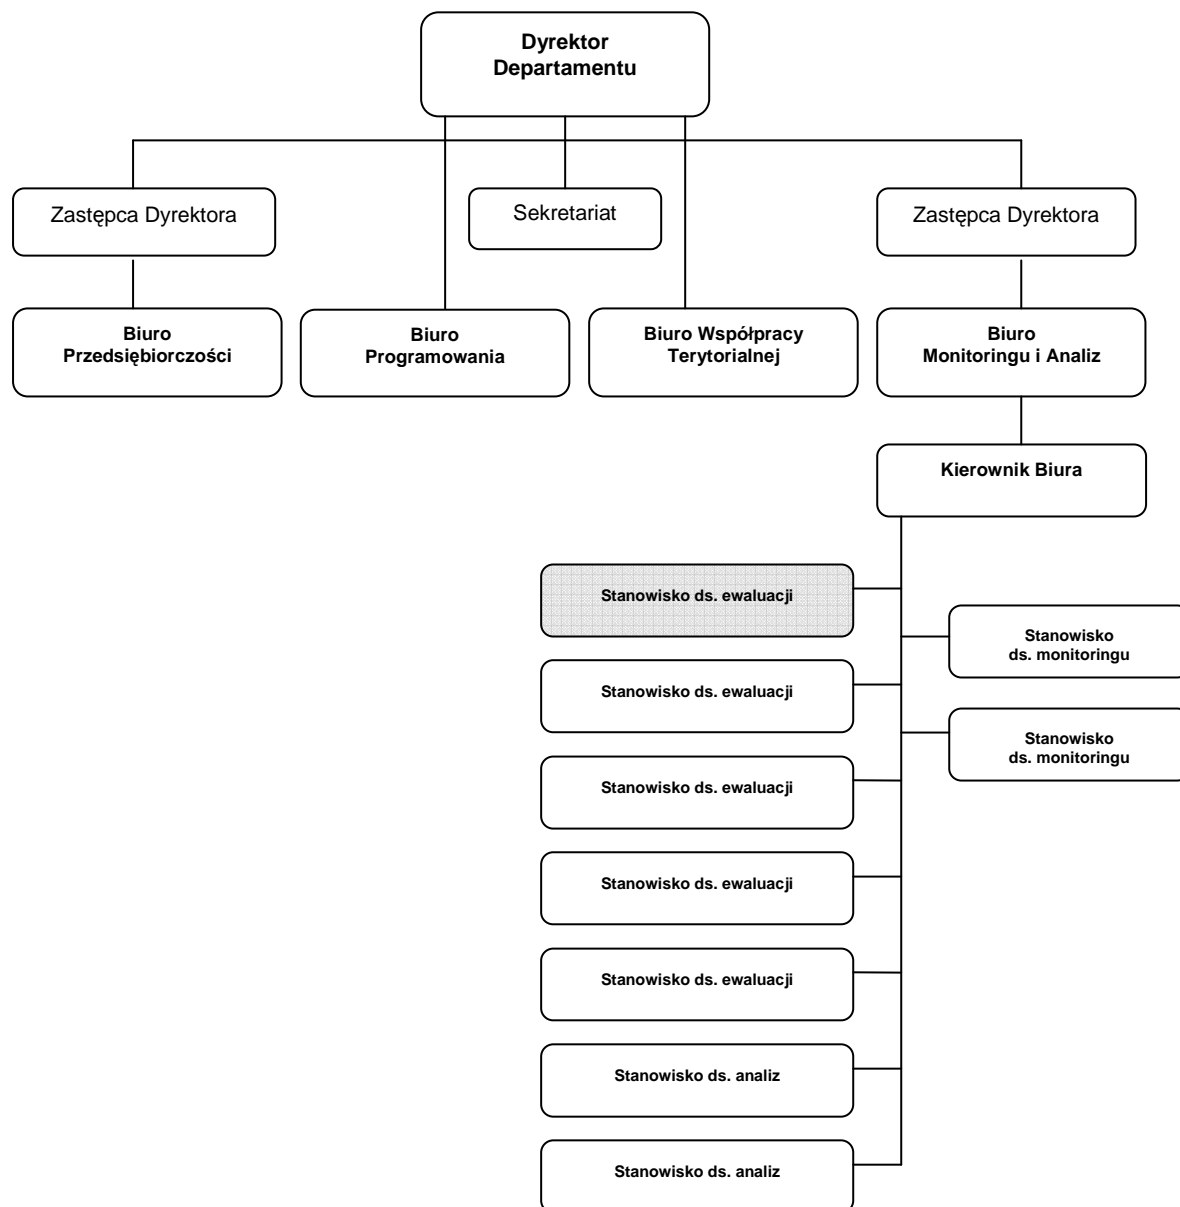 Dyrektor
Departamentu
Zastępca Dyrektora
Sekretariat
Zastępca Dyrektora
Biuro
Przedsiębiorczości
Biuro
Programowania
Biuro Współpracy
Terytorialnej
Biuro
Monitoringu i Analiz
Kierownik Biura
Stanowisko ds. ewaluacji
Stanowisko
ds. monitoringu
Stanowisko ds. ewaluacji
Stanowisko
ds. monitoringu
Stanowisko ds. ewaluacji
Stanowisko ds. ewaluacji
Stanowisko ds. ewaluacji
Stanowisko ds. analiz
Stanowisko ds. analiz